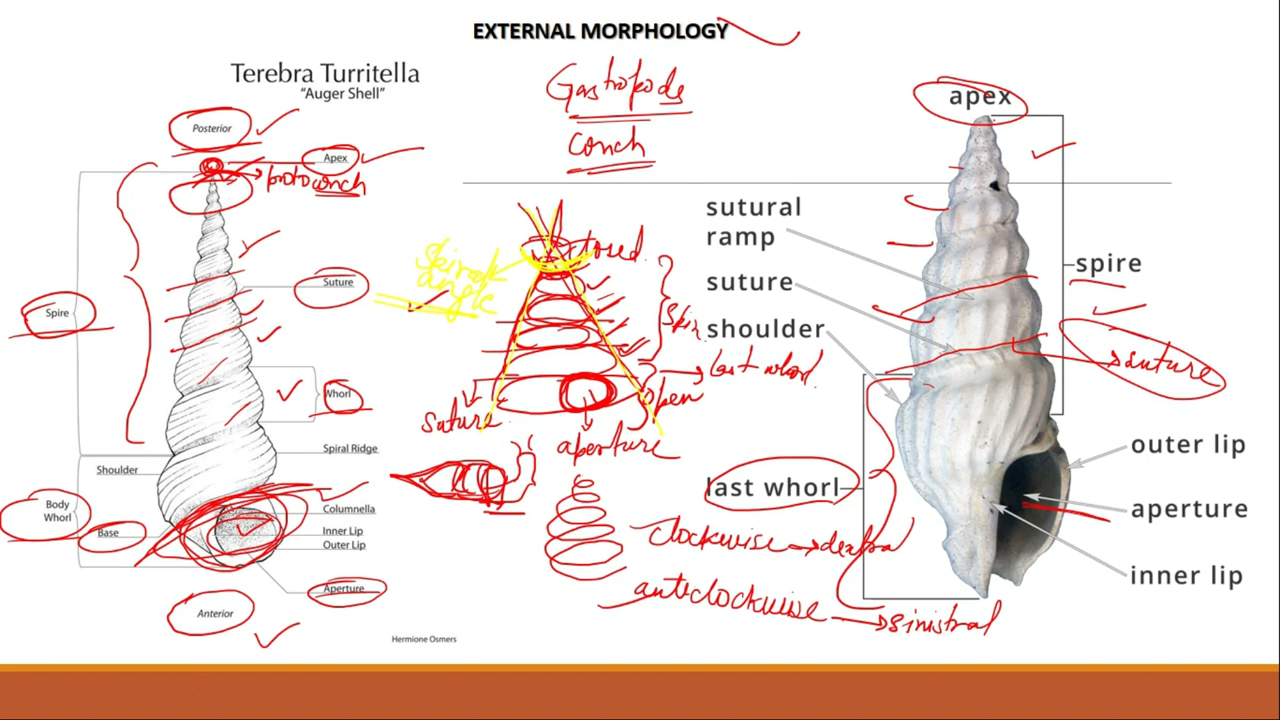 EXTERNAL MORPHOLOGY
Terebra Turritella
"Auger Shell"
Posterior
Apex
protoconch
Suture
Spire
Whorl
Spiral Ridge
Shoulder
Body
Whorl
Base
Columnella
Inner Lip
Outer Lip
Aperture
Anterior
Hermione Osmers
Gastropods
conch
closed
angle
last whorl
open
suture
aperture
clockwise → dextral
anticlockwise → sinistral
apex
sutural
ramp
suture
shoulder
spire
suture
last whorl
outer lip
aperture
inner lip